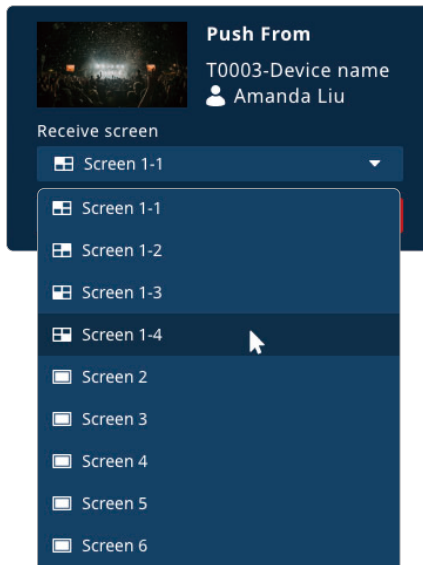 Push From
T0003-Device name
Amanda Liu
Receive screen
Screen 1-1
Screen 1-1
Screen 1-2
Screen 1-3
Screen 1-4
Screen 2
Screen 3
Screen 4
Screen 5
Screen 6